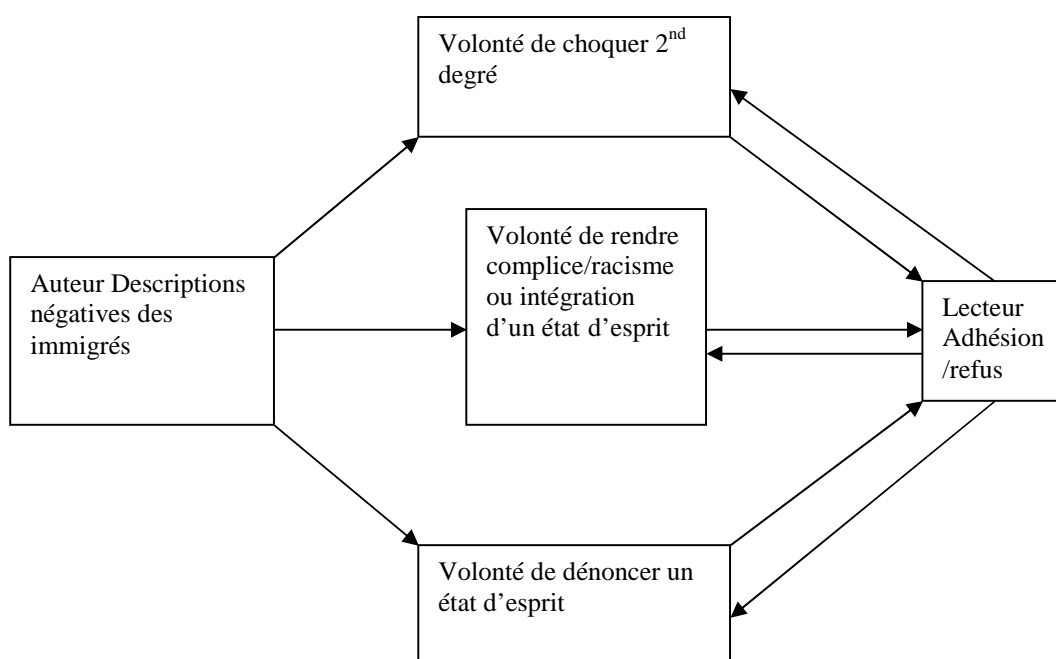 Volonté de choquer 2nd
degré
Volonté de rendre
complice/racisme
ou intégration
d’un état d’esprit
Auteur Descriptions
négatives des
immigrés
Lecteur
Adhésion
/refus
Volonté de dénoncer un
état d’esprit